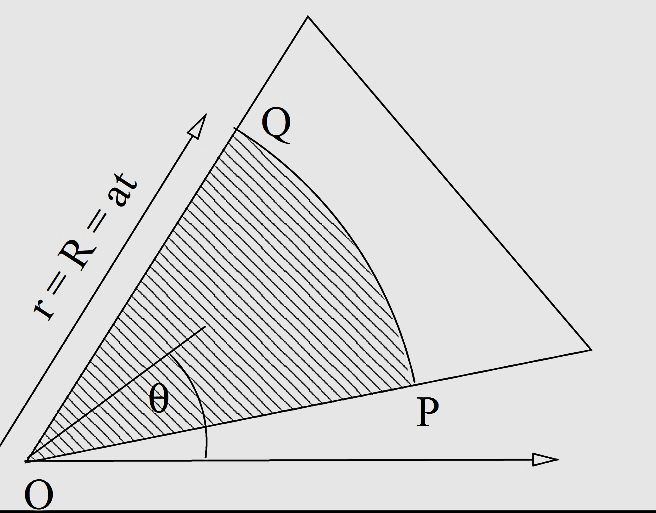 Q
r = R = at
θ
P
O